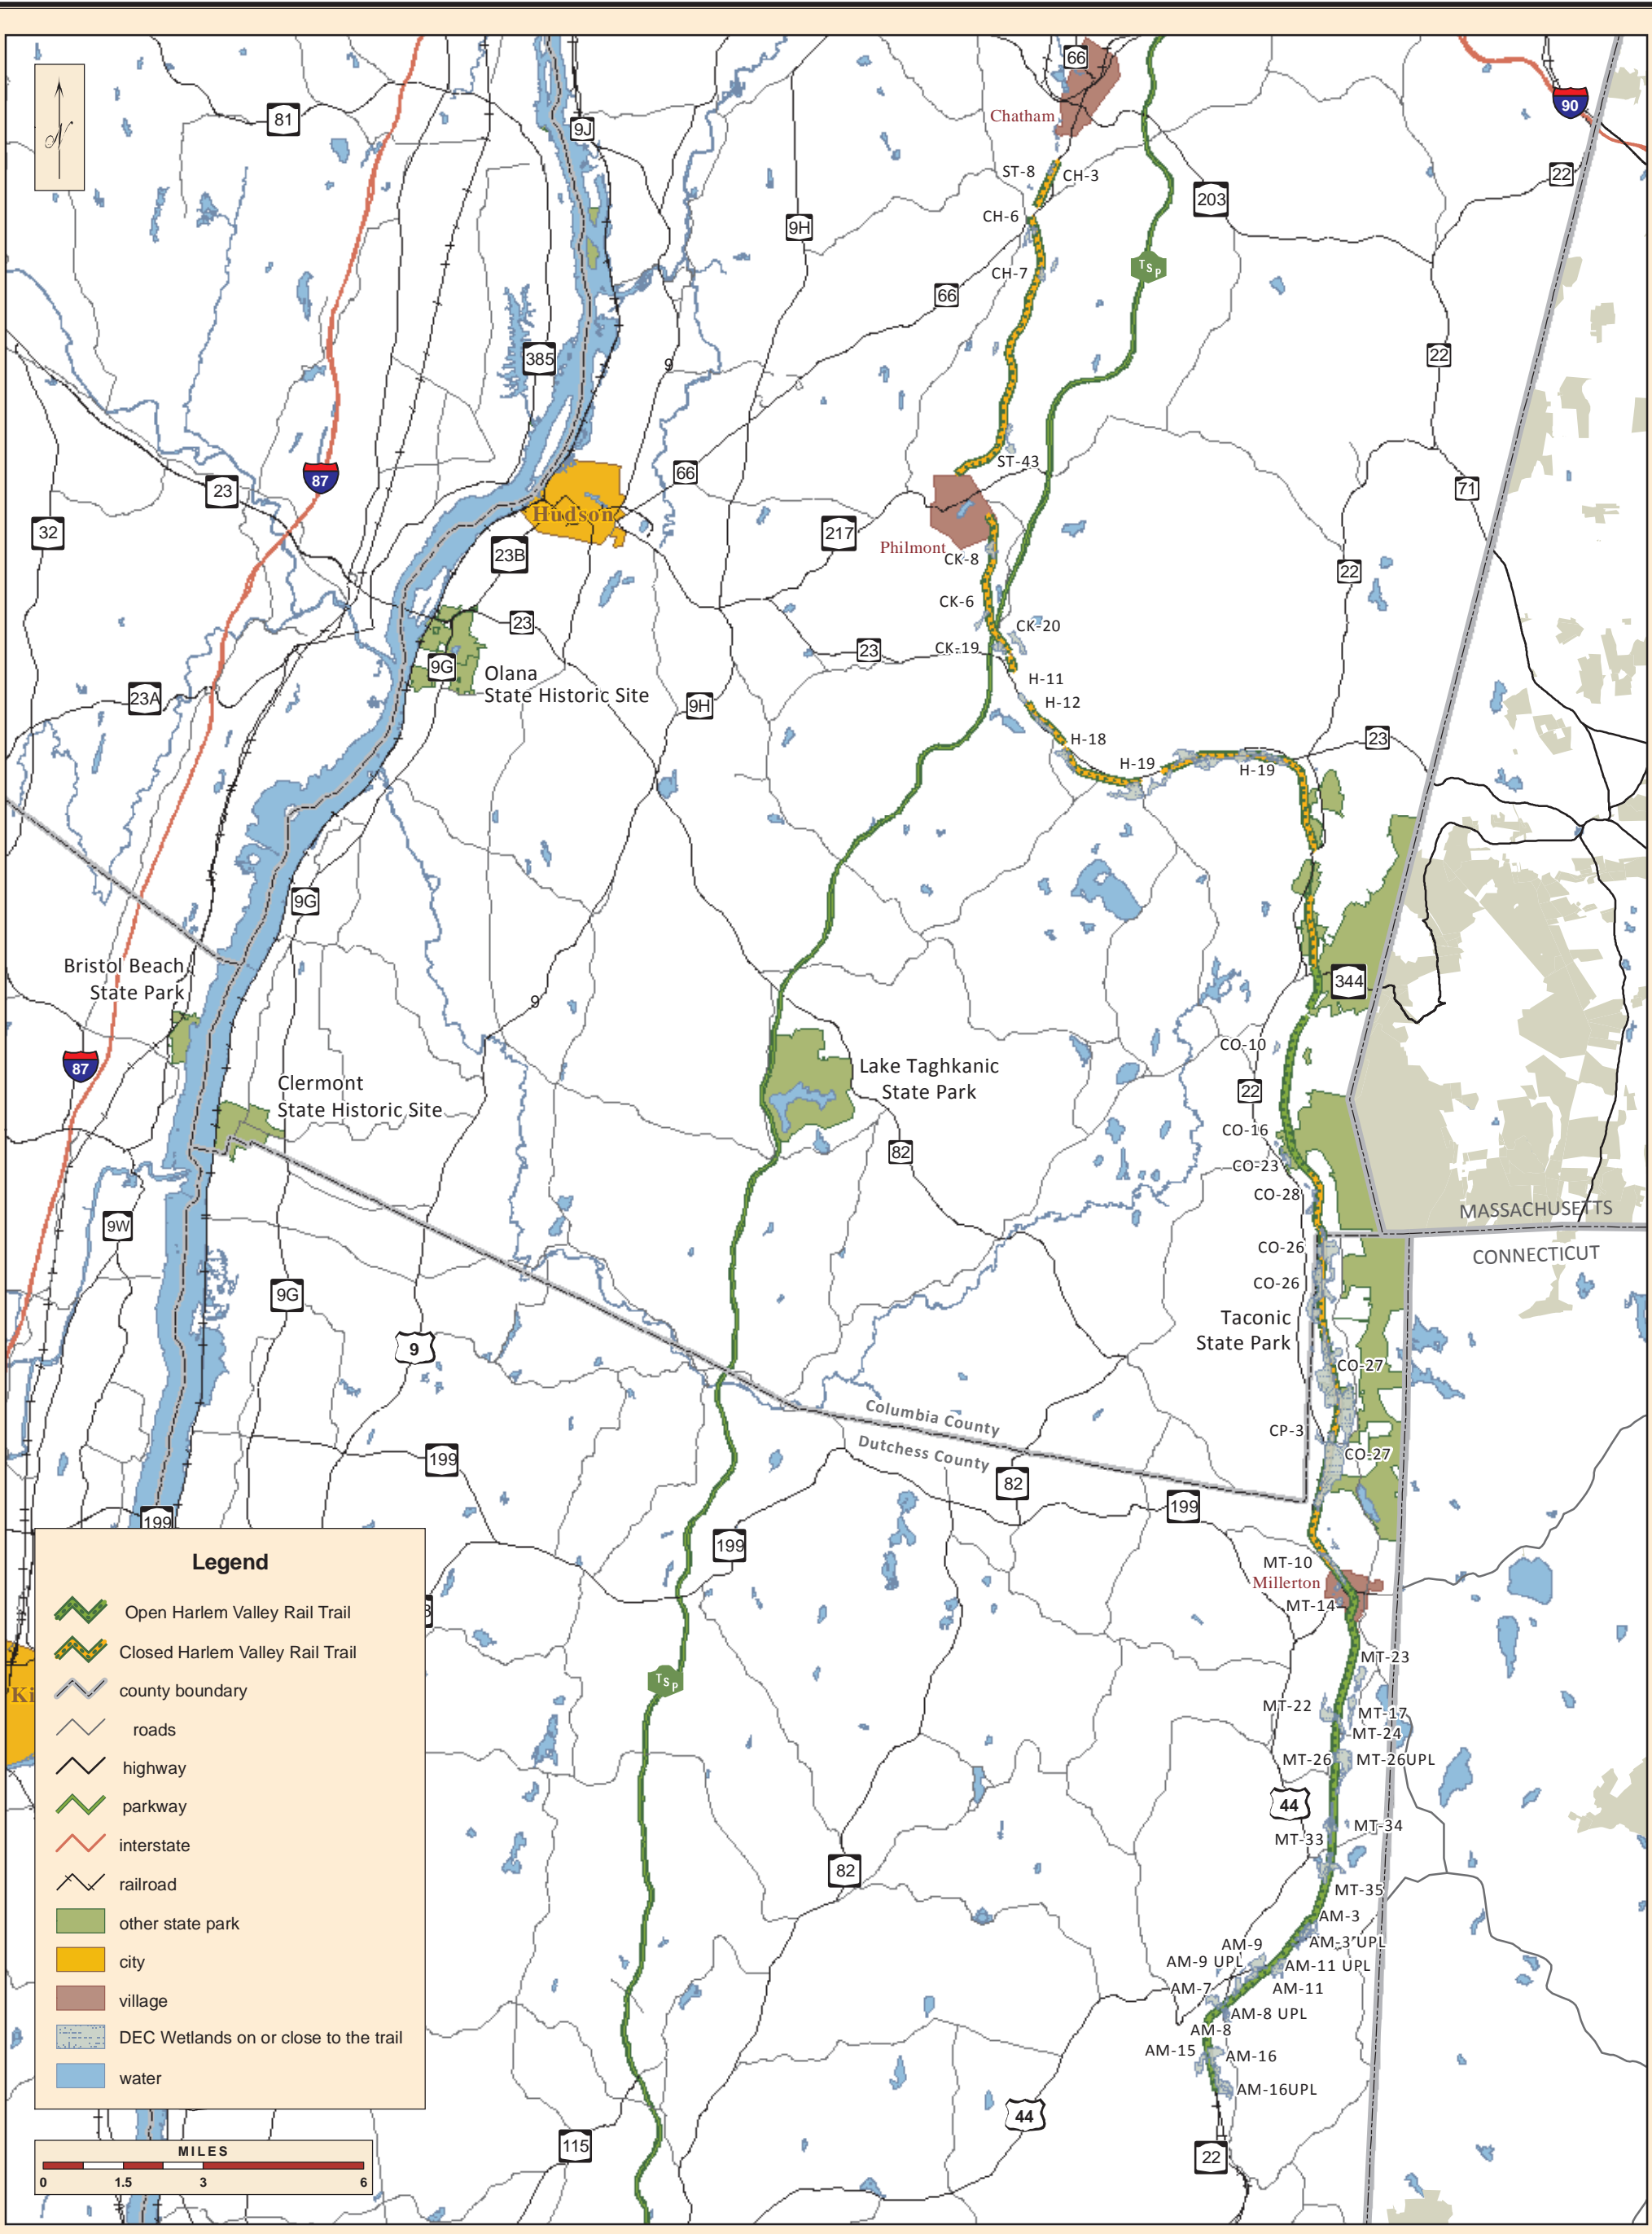 N
66
Chatham
90
81
9J
22
ST-8
CH-3
203
CH-6
9H
CH-7
TSP
66
385
9
22
ST-43
66
71
87
23
Hudson
32
217
23B
Philmont
CK-8
22
CK-6
23
CK-20
CK-19
23
9G
Olana
State Historic Site
H-11
23A
9H
H-12
H-18
23
H-19
H-19
9G
Bristol Beach
State Park
344
9
CO-10
87
Lake Taghkanic
State Park
Clermont
State Historic Site
22
CO-16
82
CO-23
CO-28
MASSACHUSETTS
9W
CO-26
CONNECTICUT
CO-26
9G
Taconic
State Park
9
CO-27
Columbia County
CP-3
Dutchess County
199
CO-27
82
199
199
199
MT-10
Millerton
MT-14
MT-23
TSP
Ki
MT-22
MT-17
MT-24
MT-26
MT-26UPL
44
MT-34
MT-33
82
MT-35
AM-3
AM-3 UPL
AM-9
AM-9 UPL
AM-11 UPL
AM-7
AM-11
AM-8 UPL
AM-8
AM-15
AM-16
AM-16UPL
44
115
22
Legend
Open Harlem Valley Rail Trail
Closed Harlem Valley Rail Trail
county boundary
roads
highway
parkway
interstate
railroad
other state park
city
village
DEC Wetlands on or close to the trail
water
MILES
0 1.5 3 6